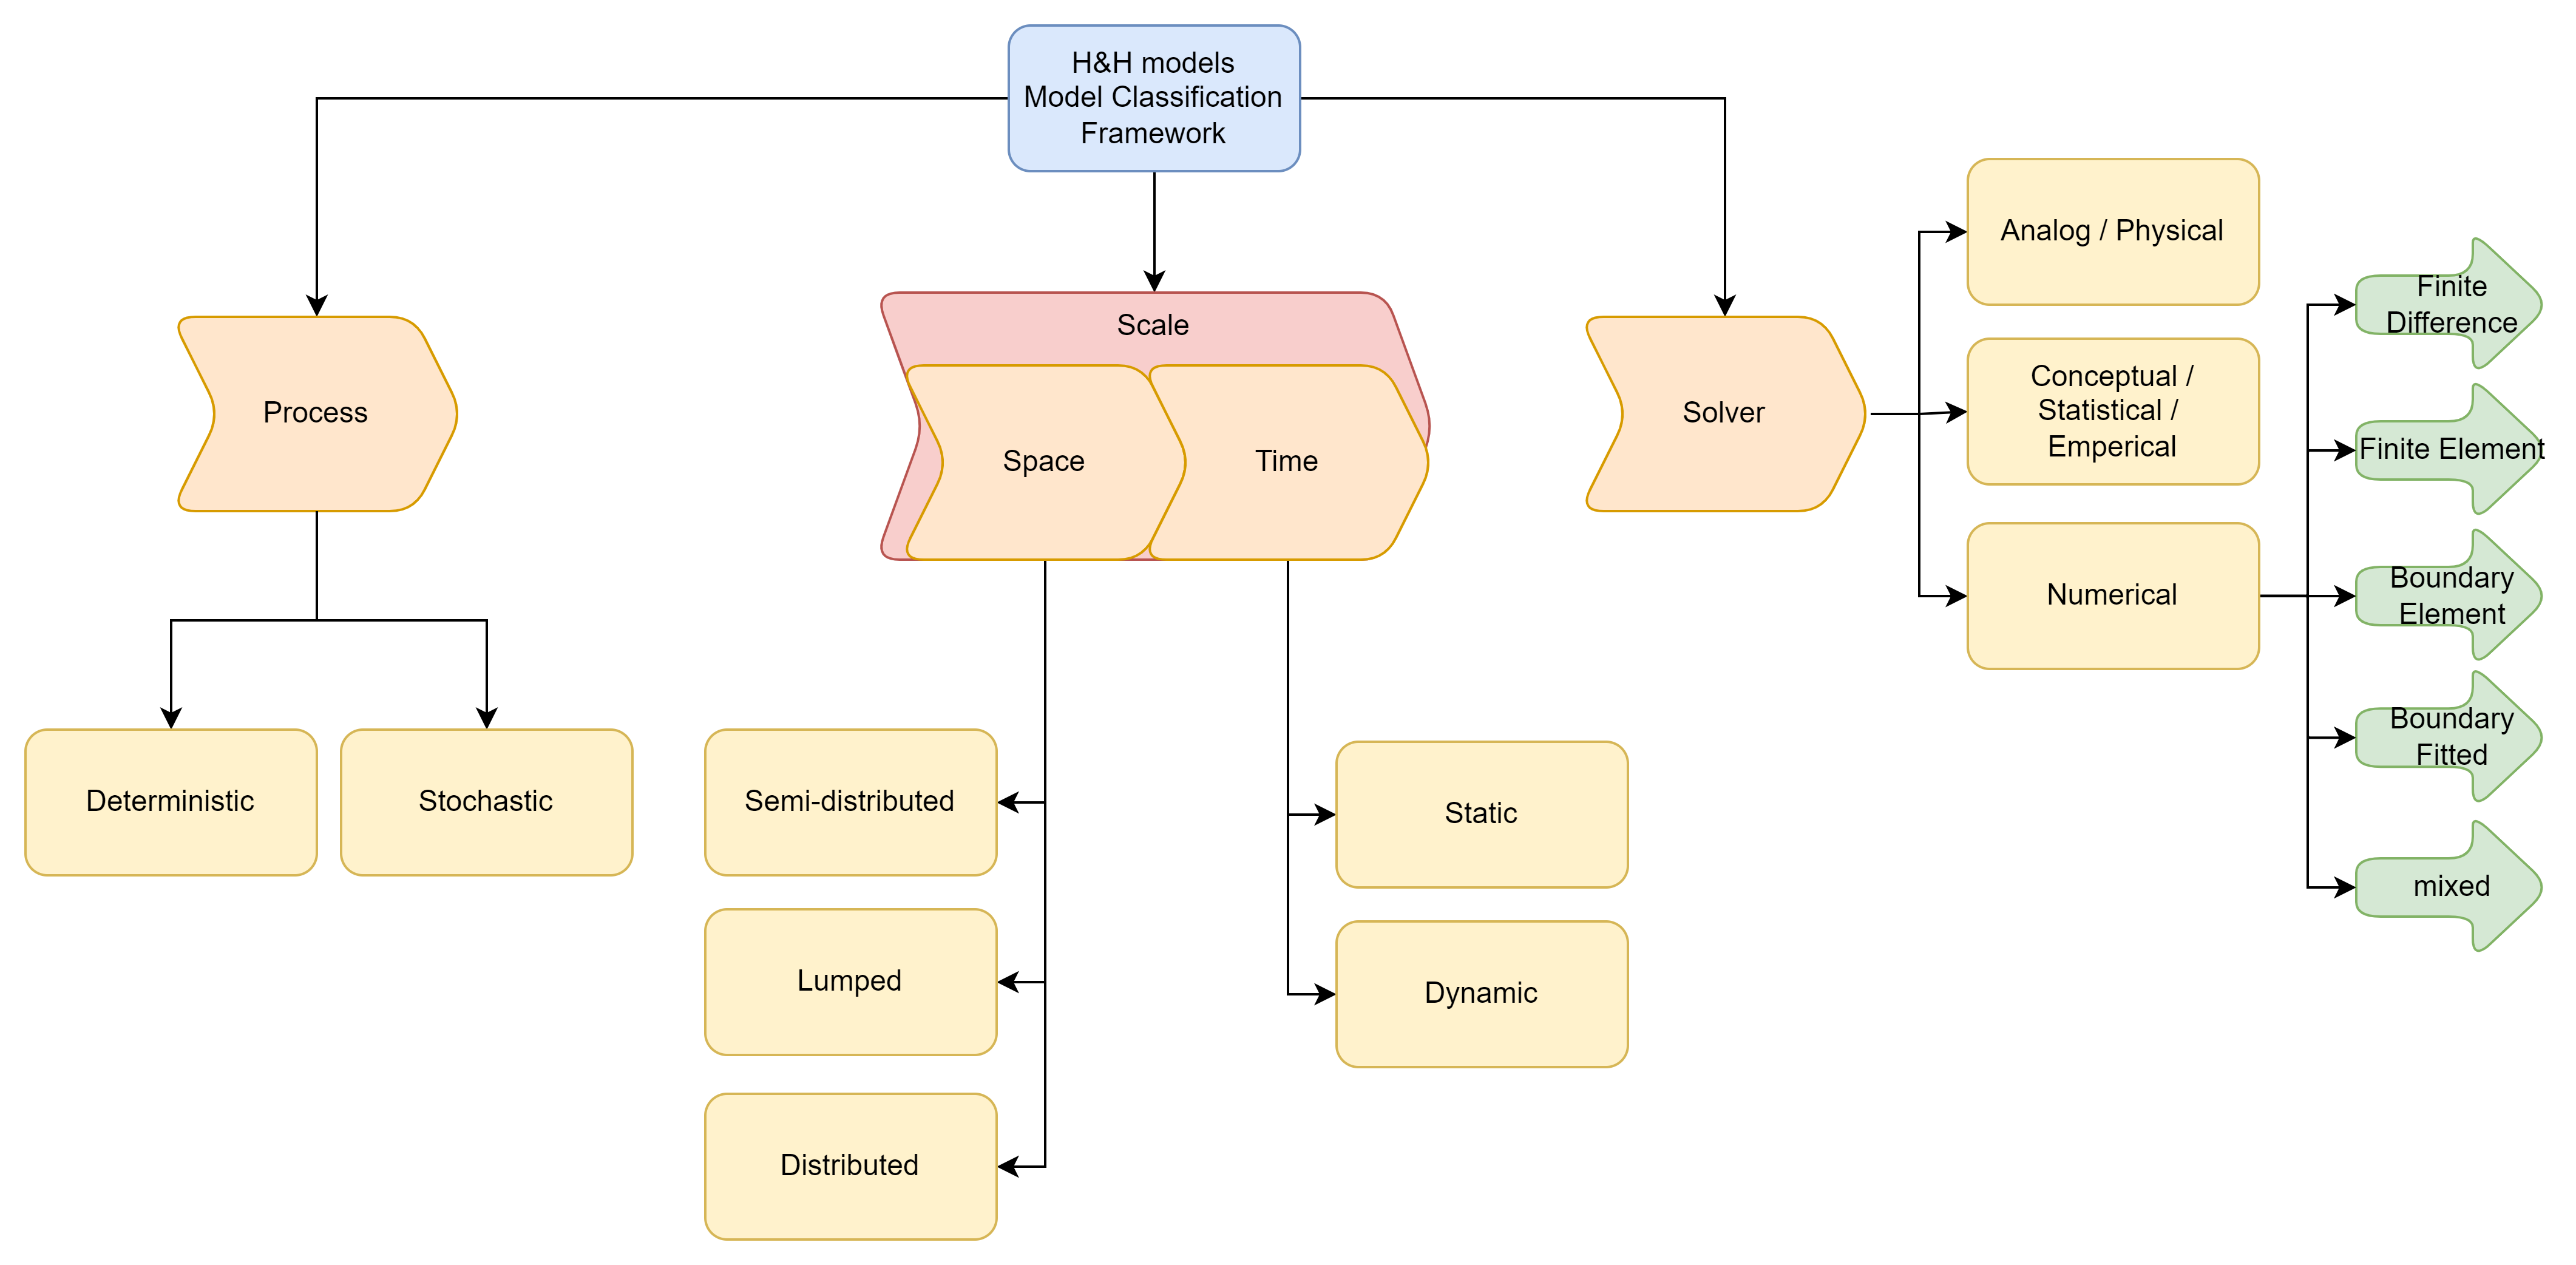 H&H models
Model Classification
Framework
Process
Scale
Space
Time
Solver
Analog / Physical
Conceptual /
Statistical /
Emperical
Numerical
Finite
Difference
Finite Element
Boundary
Element
Boundary
Fitted
mixed
Deterministic
Stochastic
Semi-distributed
Lumped
Distributed
Static
Dynamic